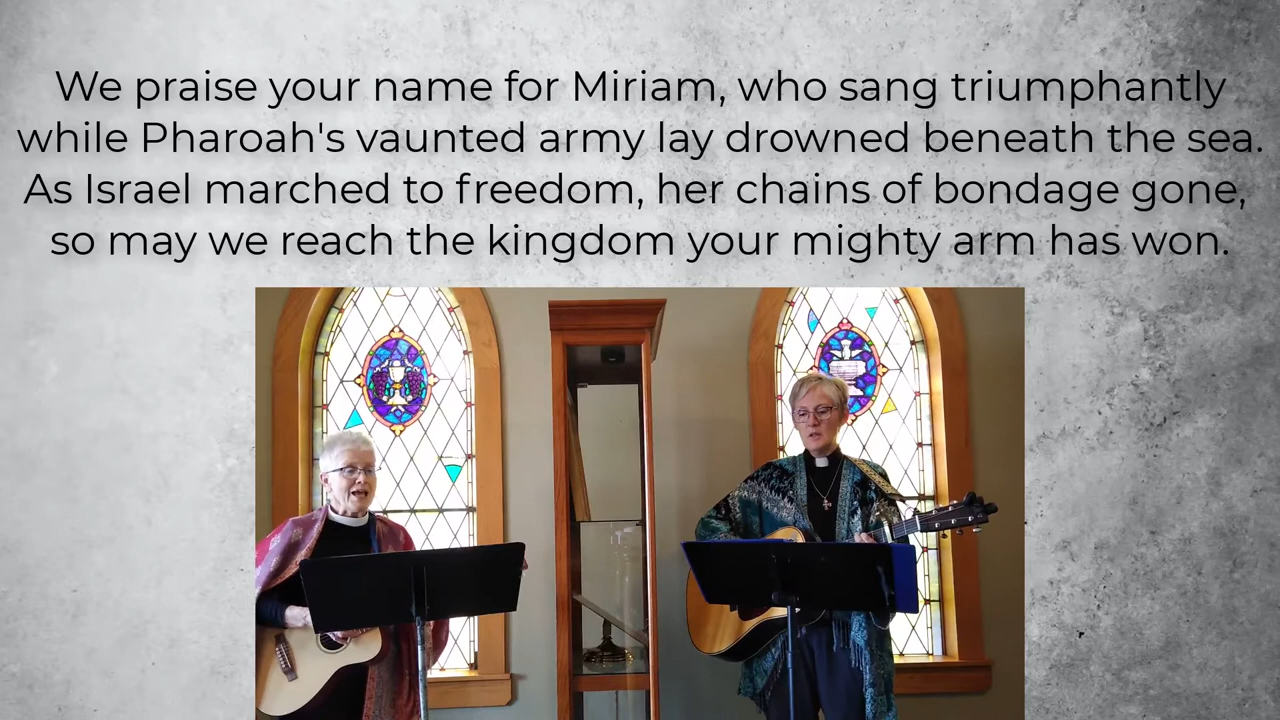 We praise your name for Miriam, who sang triumphantly
while Pharoah's vaunted army lay drowned beneath the sea.
As Israel marched to freedom, her chains of bondage gone,
so may we reach the kingdom your mighty arm has won.